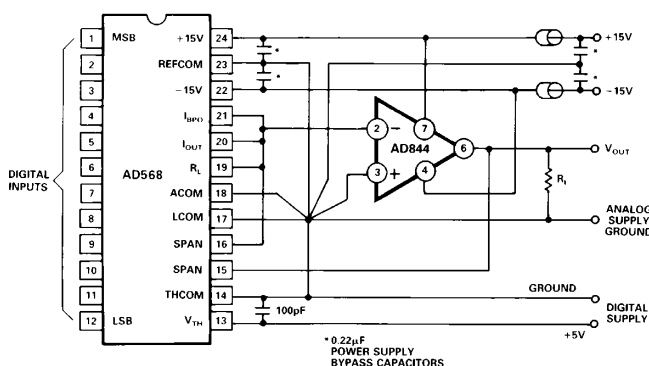 1 MSB +15V 24
2 REFCOM 23
3 −15V 22
4 IBPO 21
5 IOUT 20
6 RL 19
7 ACOM 18
8 LCOM 17
9 SPAN 16
10 SPAN 15
11 THCOM 14
12 LSB VTH 13
AD568
DIGITAL
INPUTS
*
*
2 −
3 +
7
AD844
4
6
+15V
*
*
−15V
VOUT
RL
ANALOG
SUPPLY
GROUND
GROUND
DIGITAL
SUPPLY
+5V
100pF
* 0.22μF
POWER SUPPLY
BYPASS CAPACITORS